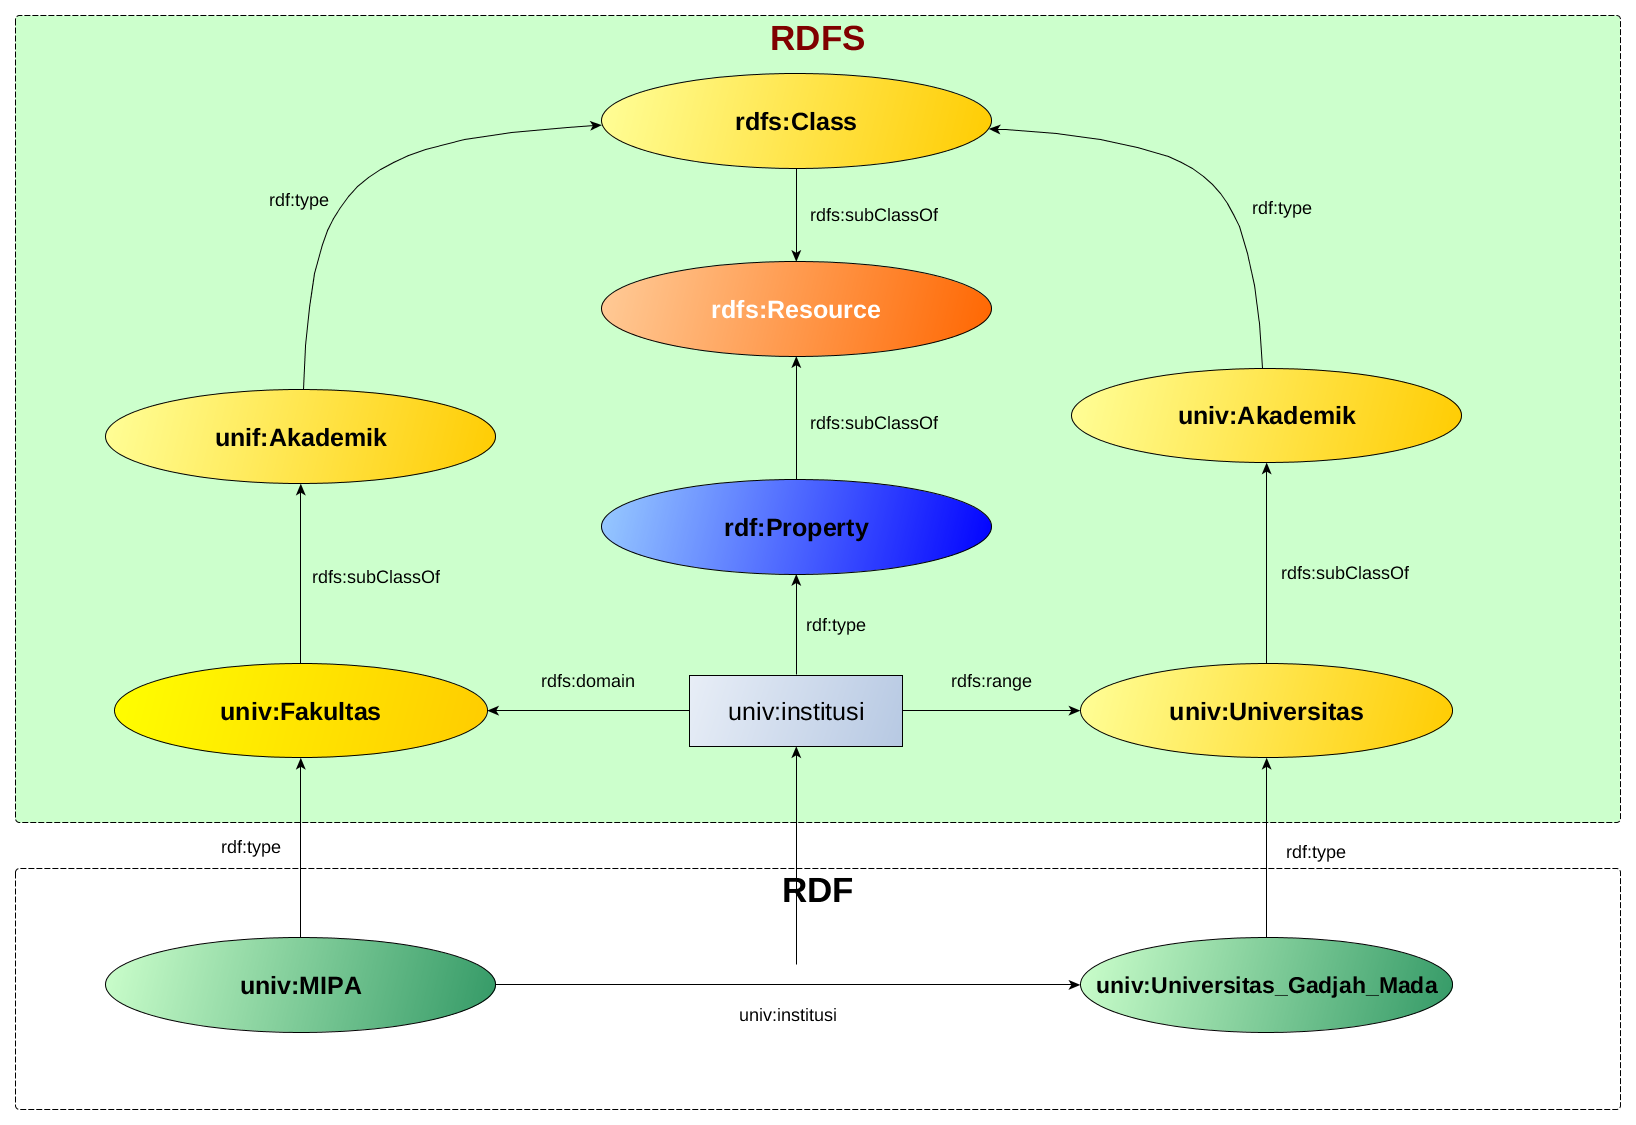 RDFS
rdfs:Class
rdf:type
rdfs:subClassOf
rdf:type
rdfs:Resource
unif:Akademik
rdfs:subClassOf
univ:Akademik
rdf:Property
rdfs:subClassOf
rdf:type
rdfs:subClassOf
univ:Fakultas
rdfs:domain
univ:institusi
rdfs:range
univ:Universitas
rdf:type
rdf:type
RDF
univ:MIPA
univ:institusi
univ:Universitas_Gadjah_Mada